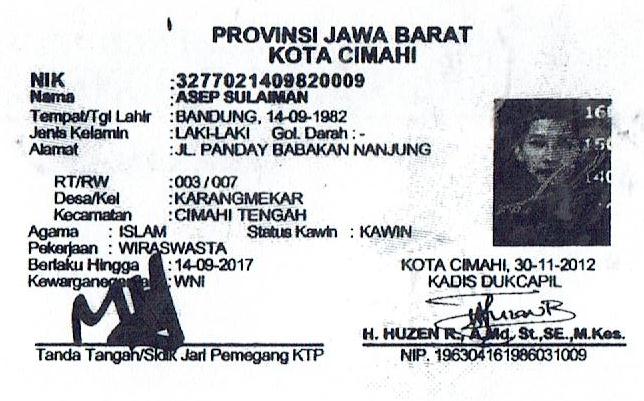 PROVINSI JAWA BARAT
KOTA CIMAHI
NIK :3277021409820009
Nama :ASEP SULAIMAN
Tempat/Tgl Lahir :BANDUNG, 14-09-1982
Jenis Kelamin :LAKI-LAKI Gol. Darah : -
Alamat :JL. PANDAY BABAKAN NANJUNG
RT/RW :003 / 007
Desa/Kel :KARANGMEKAR
Kecamatan :CIMAHI TENGAH
Agama : ISLAM Status Kawin : KAWIN
Pekerjaan : WIRASWASTA
Berlaku Hingga :14-09-2017
:WNI
160
150
140
KOTA CIMAHI, 30-11-2012
KADIS DUKCAPIL
H. HUZEN R., A.Md, St.,SE.,M.Kes.
NIP. 196304161986031009
Tanda Tangan/Sidik Jari Pemegang KTP